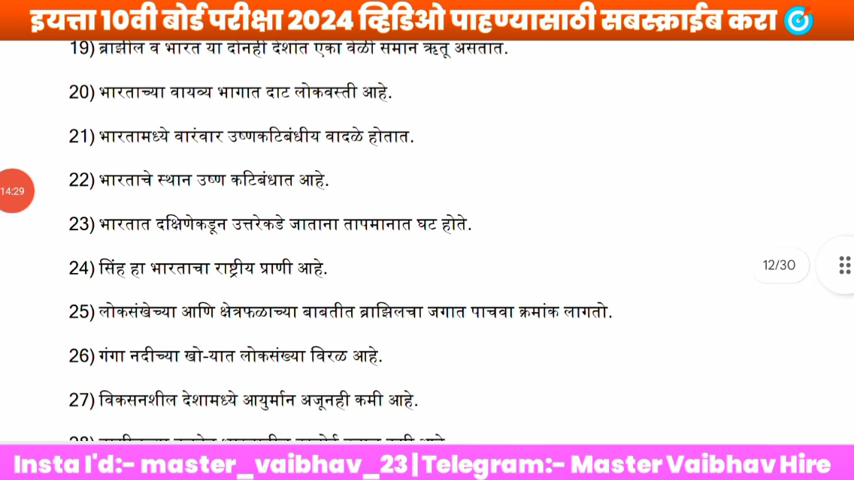 इयत्ता 10वी बोर्ड परीक्षा 2024 व्हिडिओ पाहण्यासाठी सबस्क्राईब करा
19) ब्राझील व भारत या दोनही देशांत एका वेळी समान ऋतू असतात.
20) भारताच्या वायव्य भागात दाट लोकवस्ती आहे.
21) भारतामध्ये वारंवार उष्णकटिबंधीय वादळे होतात.
14:29
22) भारताचे स्थान उष्ण कटिबंधात आहे.
23) भारतात दक्षिणेकडून उत्तरेकडे जाताना तापमानात घट होते.
24) सिंह हा भारताचा राष्ट्रीय प्राणी आहे.
12/30
25) लोकसंखेच्या आणि क्षेत्रफळाच्या बाबतीत ब्राझिलचा जगात पाचवा क्रमांक लागतो.
26) गंगा नदीच्या खो-यात लोकसंख्या विरळ आहे.
27) विकसनशील देशामध्ये आयुर्मान अजूनही कमी आहे.
Insta I'd:- master_vaibhav_23|Telegram:- Master Vaibhav Hire